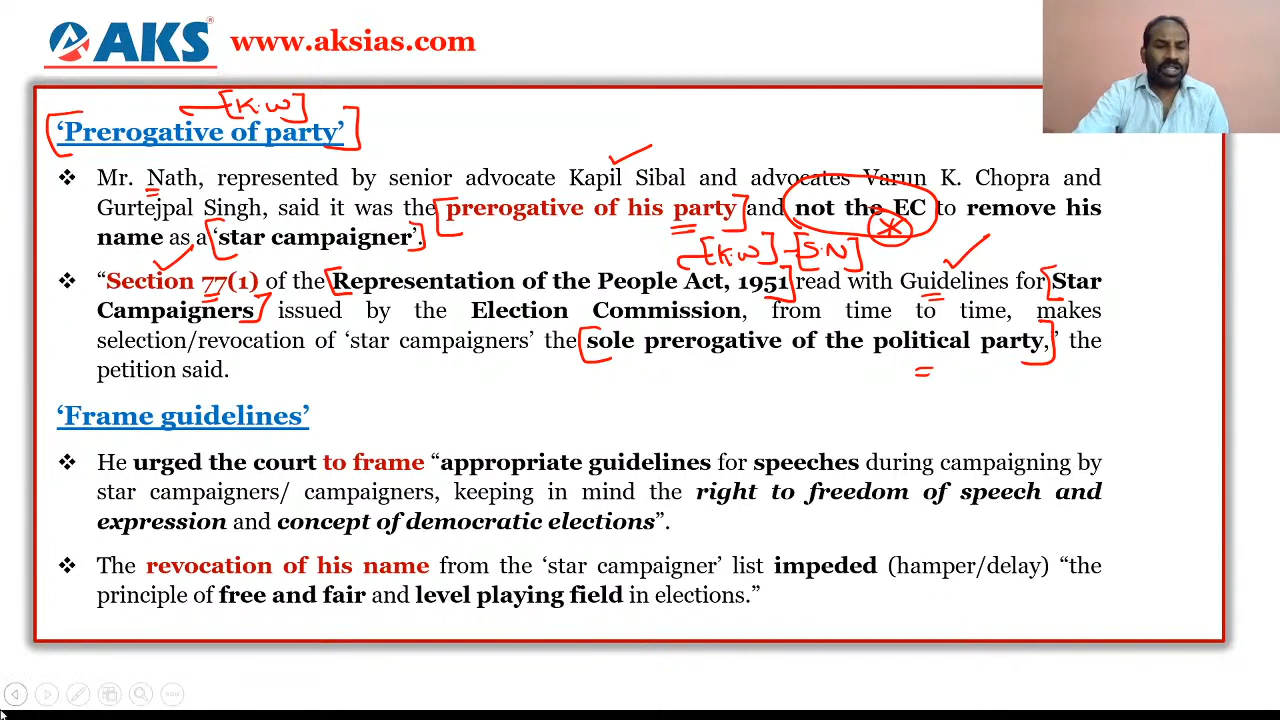 AKS www.aksias.com
[K.W]
‘Prerogative of party’
❖ Mr. Nath, represented by senior advocate Kapil Sibal and advocates Varun K. Chopra and
Gurtejpal Singh, said it was the prerogative of his party and not the EC to remove his
name as a ‘star campaigner’.
[K.W] - [S.N]
❖ “Section 77(1) of the Representation of the People Act, 1951 read with Guidelines for Star
Campaigners issued by the Election Commission, from time to time, makes
selection/revocation of ‘star campaigners’ the sole prerogative of the political party,” the
petition said.
‘Frame guidelines’
❖ He urged the court to frame “appropriate guidelines for speeches during campaigning by
star campaigners/ campaigners, keeping in mind the right to freedom of speech and
expression and concept of democratic elections”.
❖ The revocation of his name from the ‘star campaigner’ list impeded (hamper/delay) “the
principle of free and fair and level playing field in elections.”